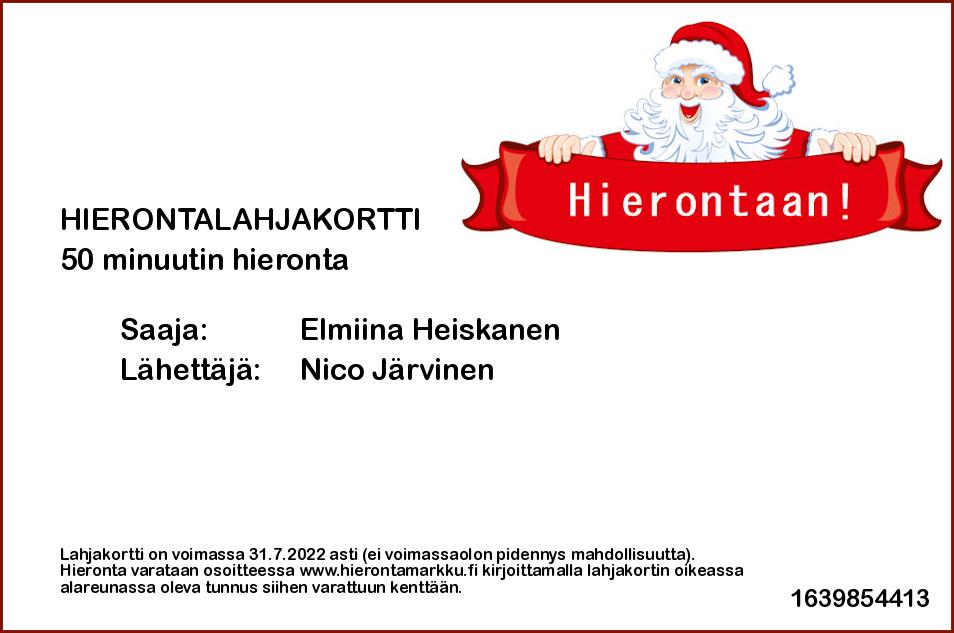 Hierontaan!
HIERONTALAHJAKORTTI
50 minuutin hieronta
Saaja: Elmiina Heiskanen
Lähettäjä: Nico Järvinen
Lahjakortti on voimassa 31.7.2022 asti (ei voimassaolon pidennys mahdollisuutta).
Hieronta varataan osoitteessa www.hierontamarkku.fi kirjoittamalla lahjakortin oikeassa
alareunassa oleva tunnus siihen varattuun kenttään.
1639854413